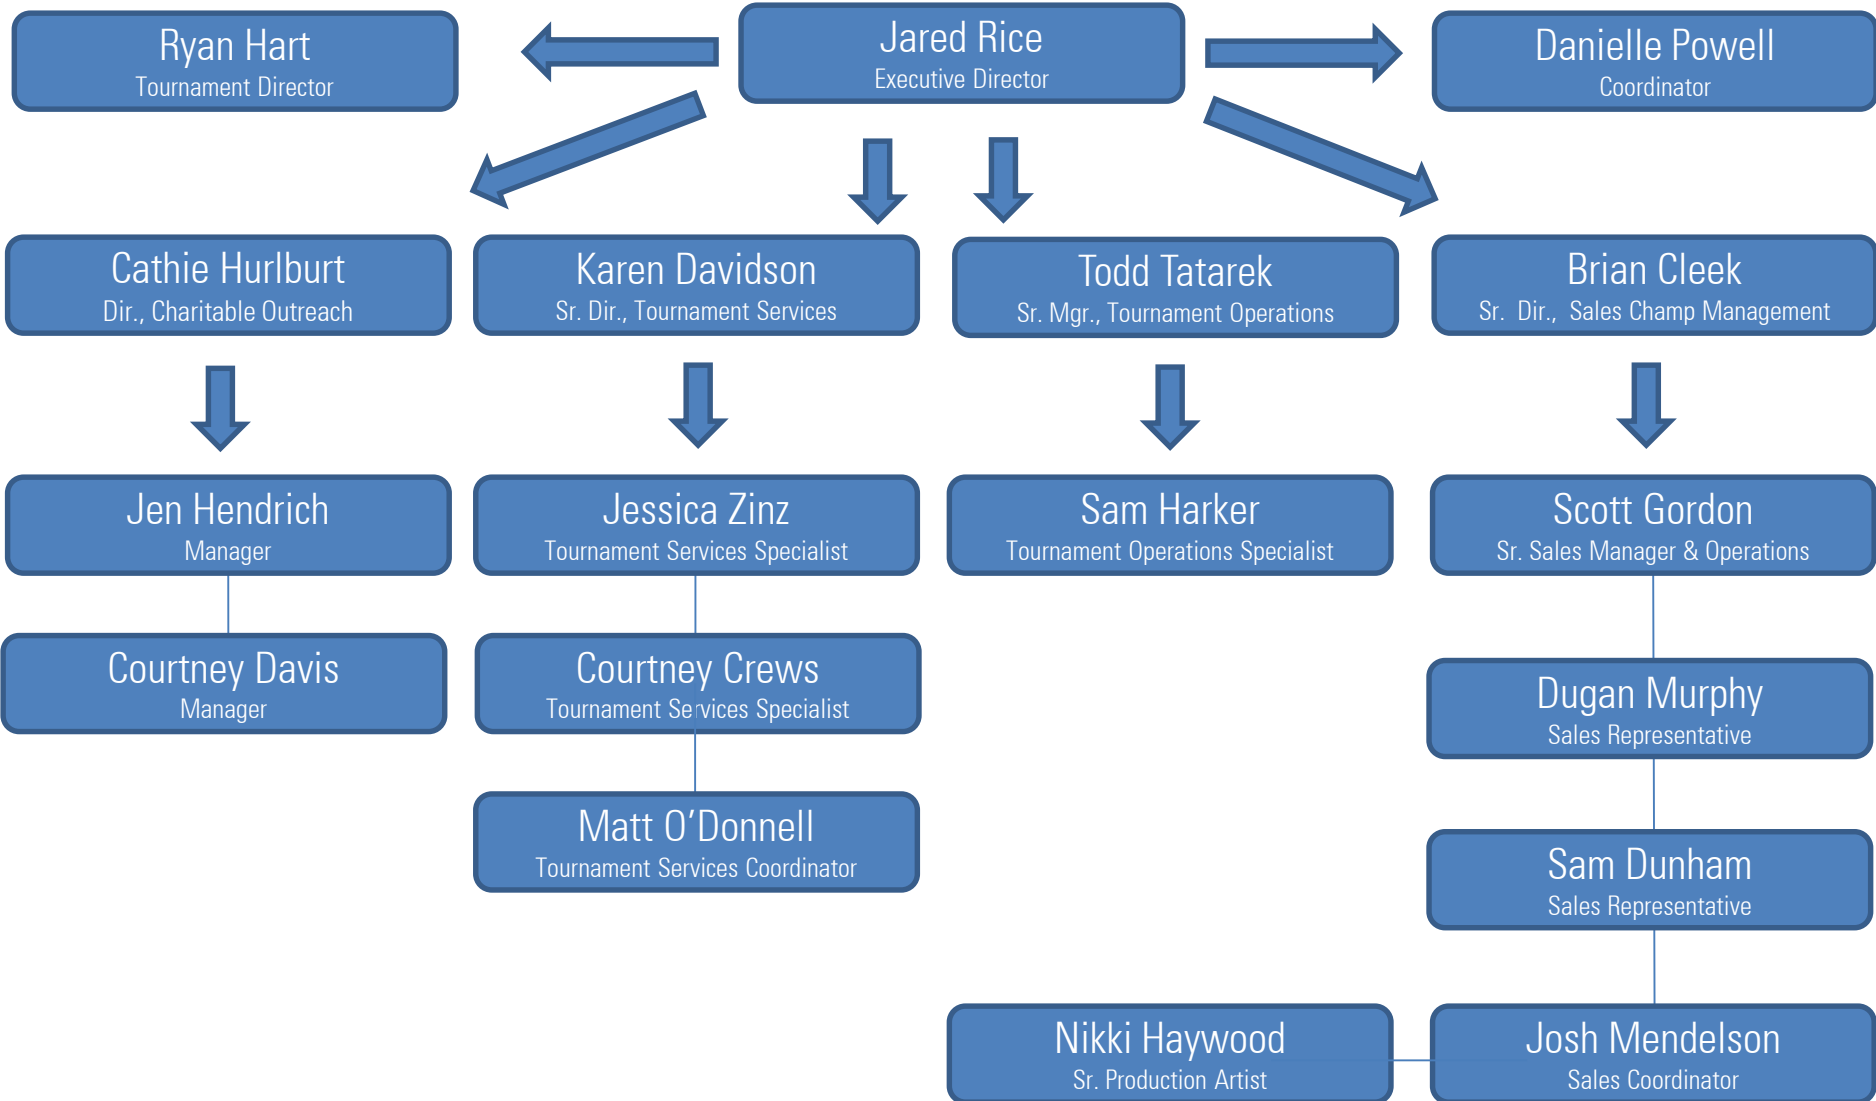 Ryan Hart
Tournament Director
Jared Rice
Executive Director
Danielle Powell
Coordinator
Cathie Hurlburt
Dir., Charitable Outreach
Karen Davidson
Sr. Dir., Tournament Services
Todd Tatarek
Sr. Mgr., Tournament Operations
Brian Cleek
Sr. Dir., Sales Champ Management
Jen Hendrich
Manager
Jessica Zinz
Tournament Services Specialist
Sam Harker
Tournament Operations Specialist
Scott Gordon
Sr. Sales Manager & Operations
Courtney Davis
Manager
Courtney Crews
Tournament Services Specialist
Dugan Murphy
Sales Representative
Matt O’Donnell
Tournament Services Coordinator
Sam Dunham
Sales Representative
Nikki Haywood
Sr. Production Artist
Josh Mendelson
Sales Coordinator